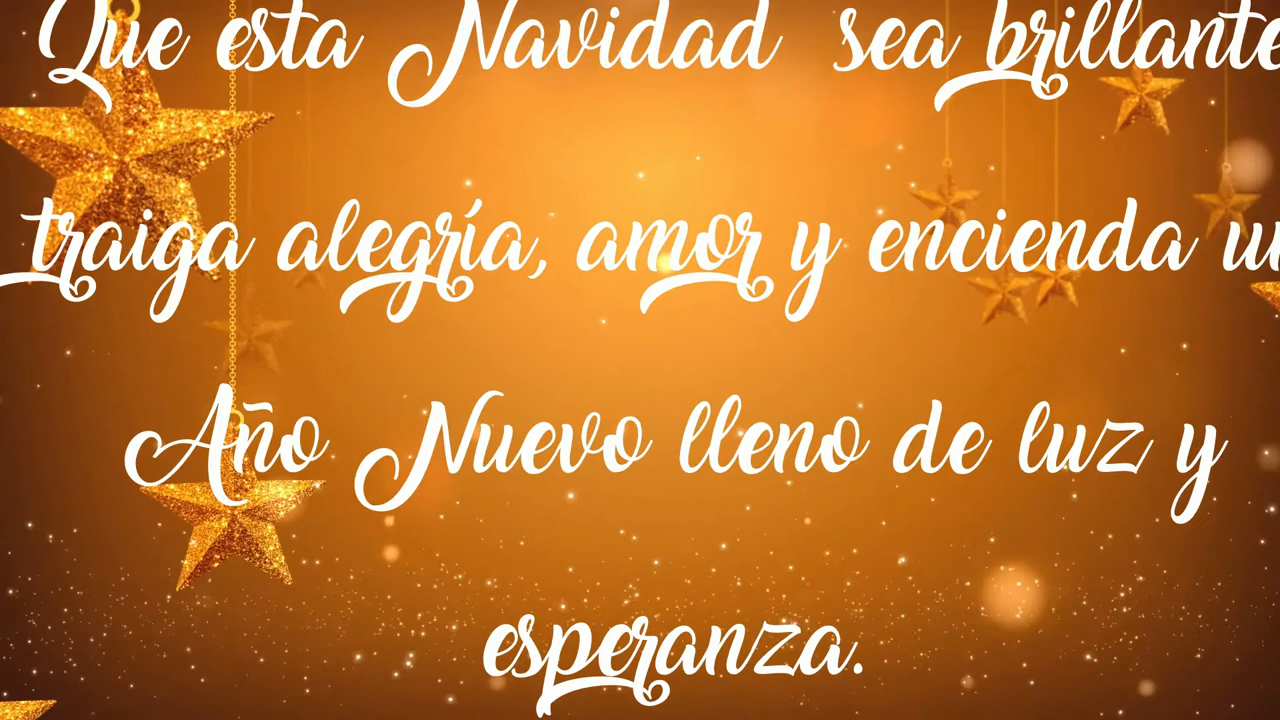 Que esta Navidad sea brillante
traiga alegría, amor y encienda un
Año Nuevo lleno de luz y
esperanza.